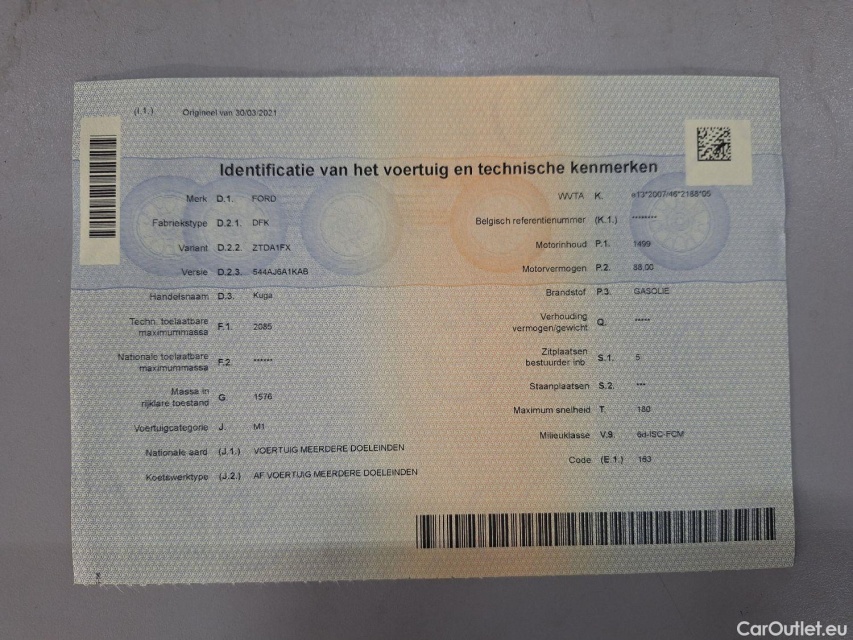 (I.1.) Origineel van 30/03/2021
Identificatie van het voertuig en technische kenmerken
Merk D.1. FORD
Fabriekstype D.2.1. DFK
Variant D.2.2. ZTDA1FX
Versie D.2.3. 544AJ6A1KAB
Handelsnaam D.3. Kuga
Techn. toelaatbare
maximummassa F.1. 2085
Nationale toelaatbare
maximummassa F.2. ******
Massa in
rijklare toestand G. 1576
Voertuigcategorie J. M1
Nationale aard (J.1.) VOERTUIG MEERDERE DOELEINDEN
Koetswerktype (J.2.) AF VOERTUIG MEERDERE DOELEINDEN
WVTA K. e13*2007/46*2168*05
Belgisch referentienummer (K.1.) ********
Motorinhoud P.1. 1499
Motorvermogen P.2. 88,00
Brandstof P.3. GASOLIE
Verhouding
vermogen/gewicht Q. *****
Zitplaatsen
bestuurder inb. S.1. 5
Staanplaatsen S.2. ***
Maximum snelheid T. 180
Milieuklasse V.9. 6d-ISC-FCM
Code (E.1.) 163
CarOutlet.eu